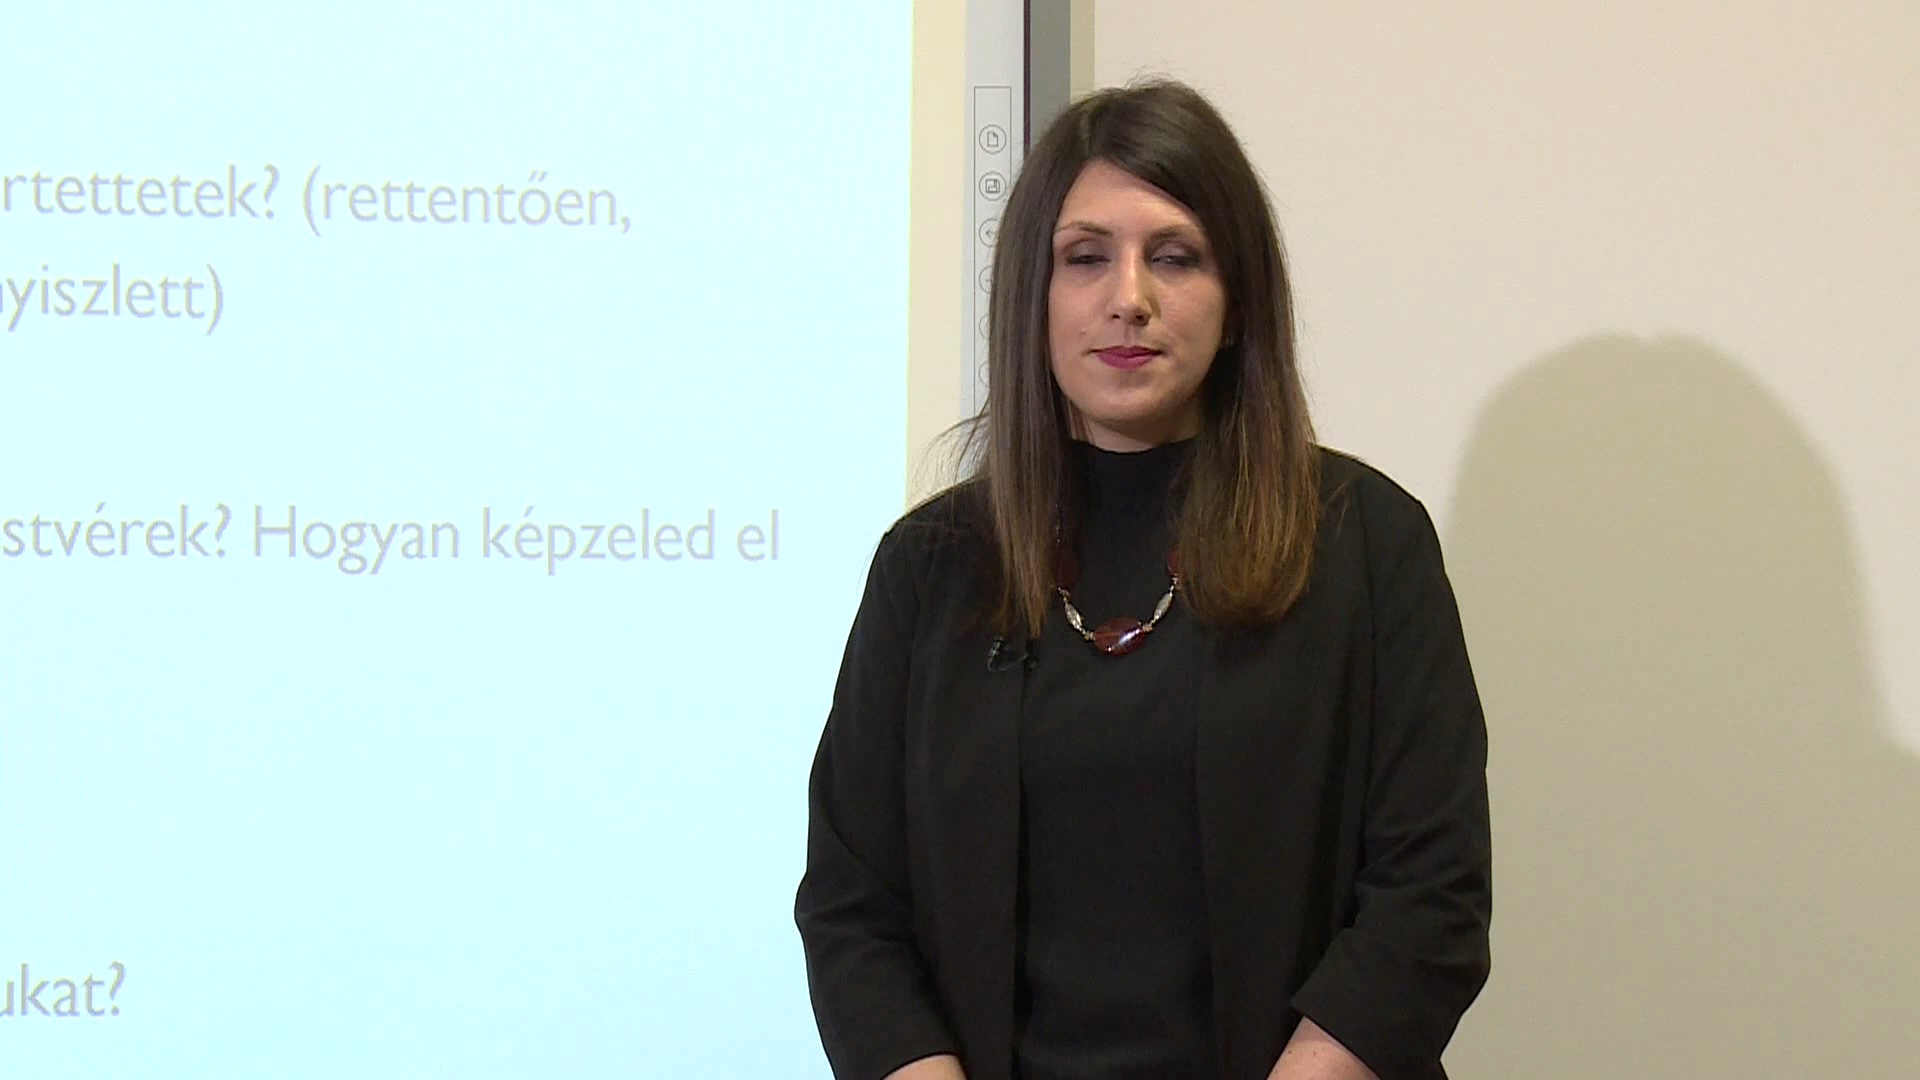 rtettetek? (rettentően,
yiszlett)
stvérek? Hogyan képzeled el
ukat?